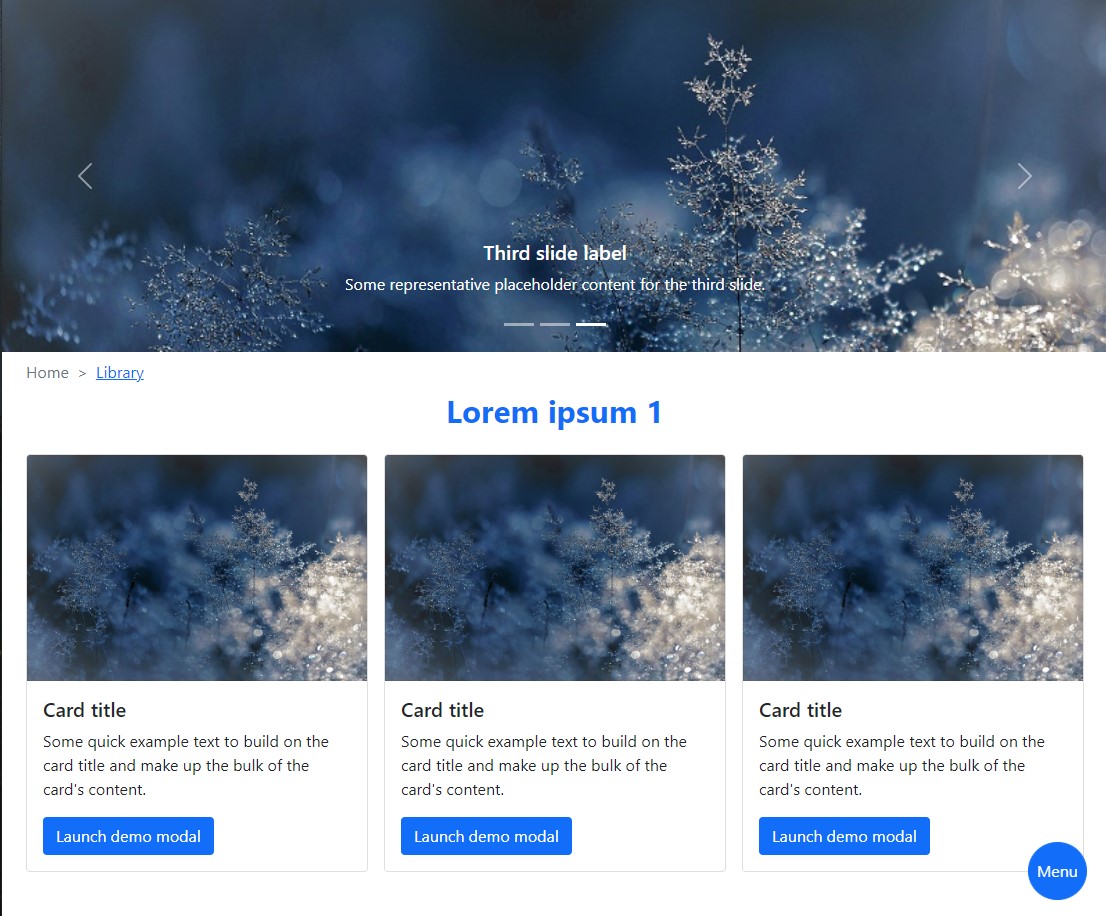 Third slide label
Some representative placeholder content for the third slide.
Home > Library
Lorem ipsum 1
Card title
Some quick example text to build on the
card title and make up the bulk of the
card's content.
Launch demo modal
Card title
Some quick example text to build on the
card title and make up the bulk of the
card's content.
Launch demo modal
Card title
Some quick example text to build on the
card title and make up the bulk of the
card's content.
Launch demo modal
Menu